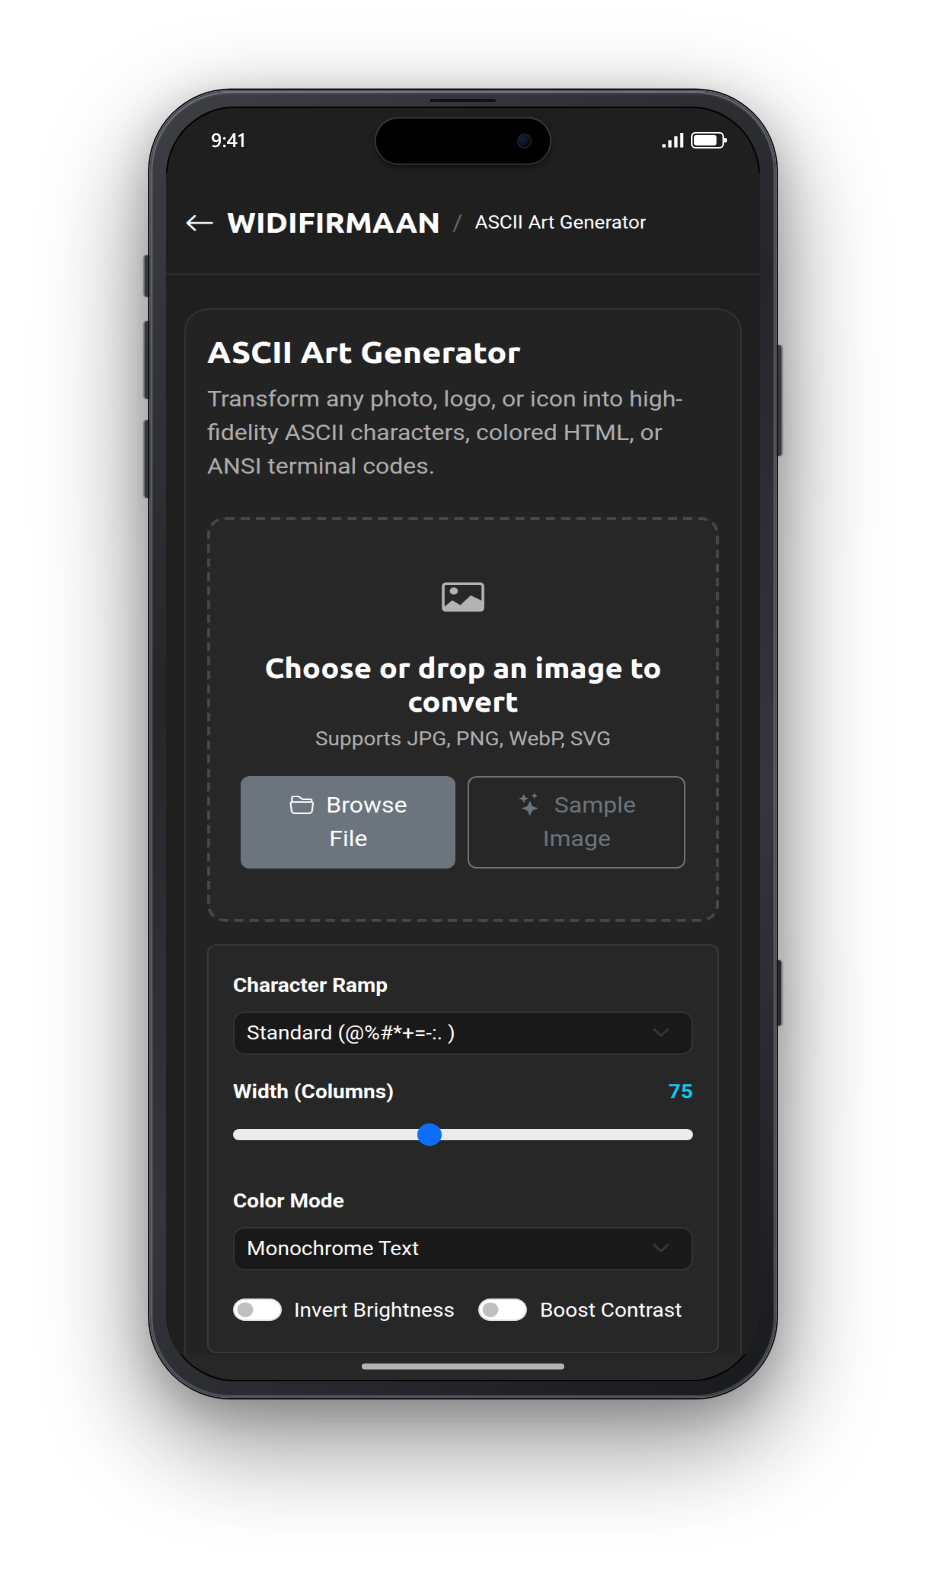 9:41
WIDIFIRMAAN / ASCII Art Generator
ASCII Art Generator
Transform any photo, logo, or icon into high-
fidelity ASCII characters, colored HTML, or
ANSI terminal codes.
Choose or drop an image to
convert
Supports JPG, PNG, WebP, SVG
Browse
File
Sample
Image
Character Ramp
Standard (@%#*+=-:. )
Width (Columns) 75
Color Mode
Monochrome Text
Invert Brightness Boost Contrast